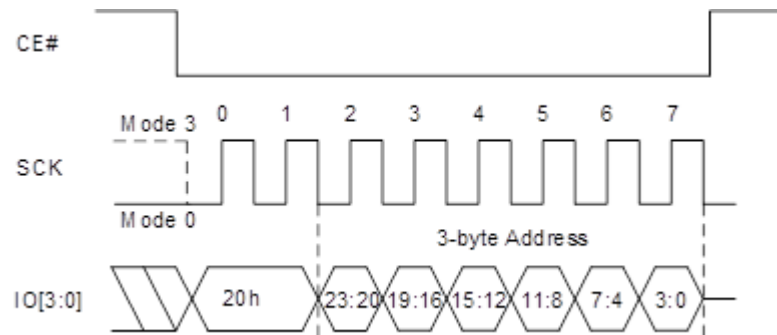 CE#
Mode 3
0 1 2 3 4 5 6 7
SCK
Mode 0
3-byte Address
IO[3:0]
20h 23:20 19:16 15:12 11:8 7:4 3:0